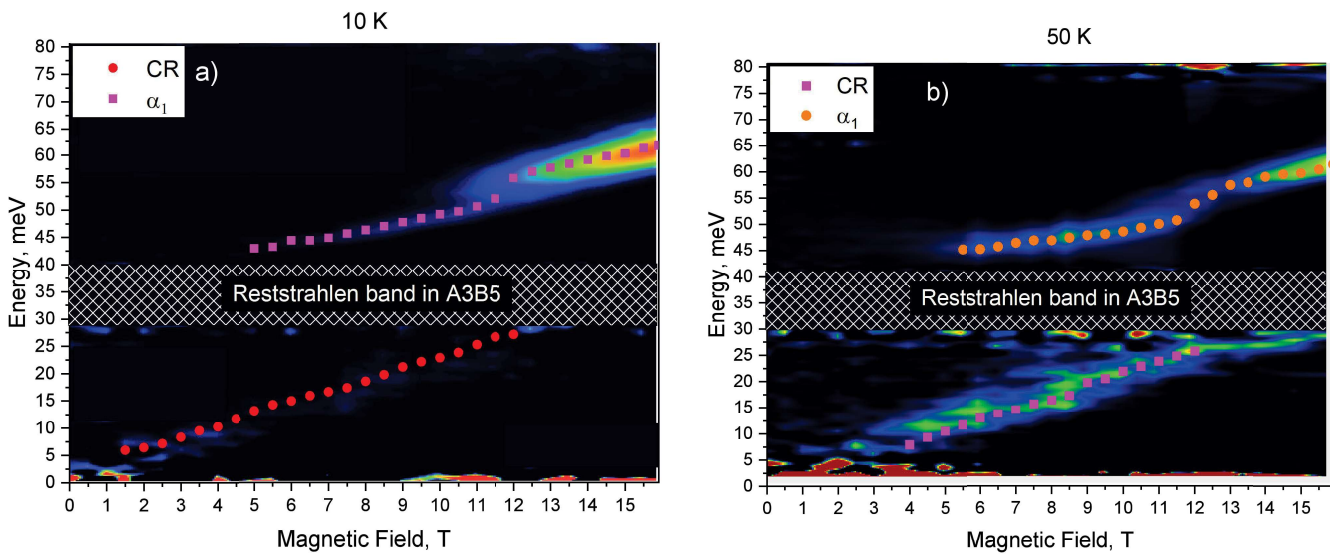 10 K
50 K
CR
α1
a)
CR
α1
b)
80
75
70
65
60
55
50
45
40
35
30
25
20
15
10
5
0
Energy, meV
Reststrahlen band in A3B5
0 1 2 3 4 5 6 7 8 9 10 11 12 13 14 15
Magnetic Field, T
80
75
70
65
60
55
50
45
40
35
30
25
20
15
10
5
0
Energy, meV
Reststrahlen band in A3B5
0 1 2 3 4 5 6 7 8 9 10 11 12 13 14 15
Magnetic Field, T